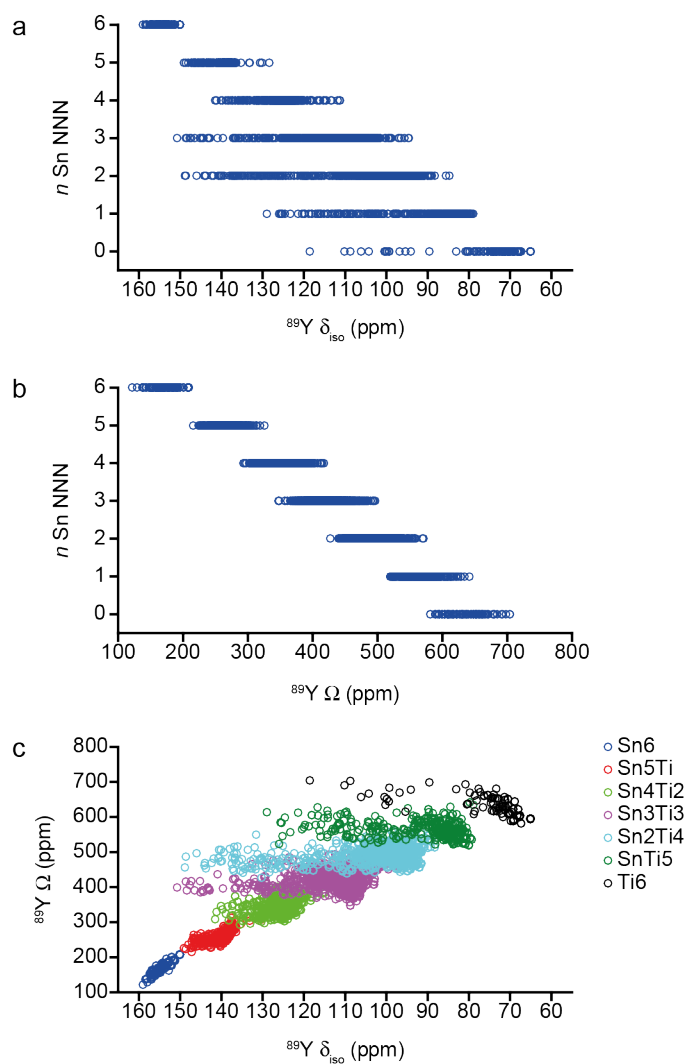 a
n Sn NNN
6
5
4
3
2
1
0
160 150 140 130 120 110 100 90 80 70 60
⁸⁹Y δiso (ppm)
b
n Sn NNN
6
5
4
3
2
1
0
100 200 300 400 500 600 700 800
⁸⁹Y Ω (ppm)
c
⁸⁹Y Ω (ppm)
800
700
600
500
400
300
200
100
160 150 140 130 120 110 100 90 80 70 60
⁸⁹Y δiso (ppm)
Sn6
Sn5Ti
Sn4Ti2
Sn3Ti3
Sn2Ti4
SnTi5
Ti6